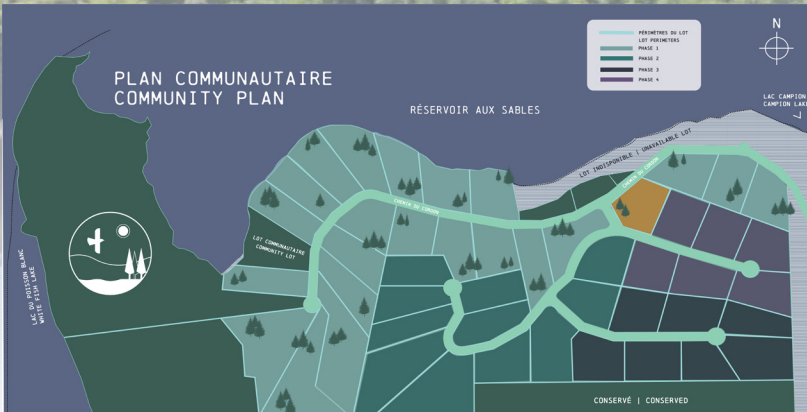 PLAN COMMUNAUTAIRE
COMMUNITY PLAN
PÉRIMÈTRES DU LOT
LOT PERIMETERS
PHASE 1
PHASE 2
PHASE 3
PHASE 4
N
LAC CAMPION
CAMPION LAKE
RÉSERVOIR AUX SABLES
LOT INDISPONIBLE | UNAVAILABLE LOT
CHEMIN DU CORDON
CHEMIN DU CORDON
LOT COMMUNAUTAIRE
COMMUNITY LOT
LAC DU POISSON BLANC
WHITE FISH LAKE
CONSERVÉ | CONSERVED